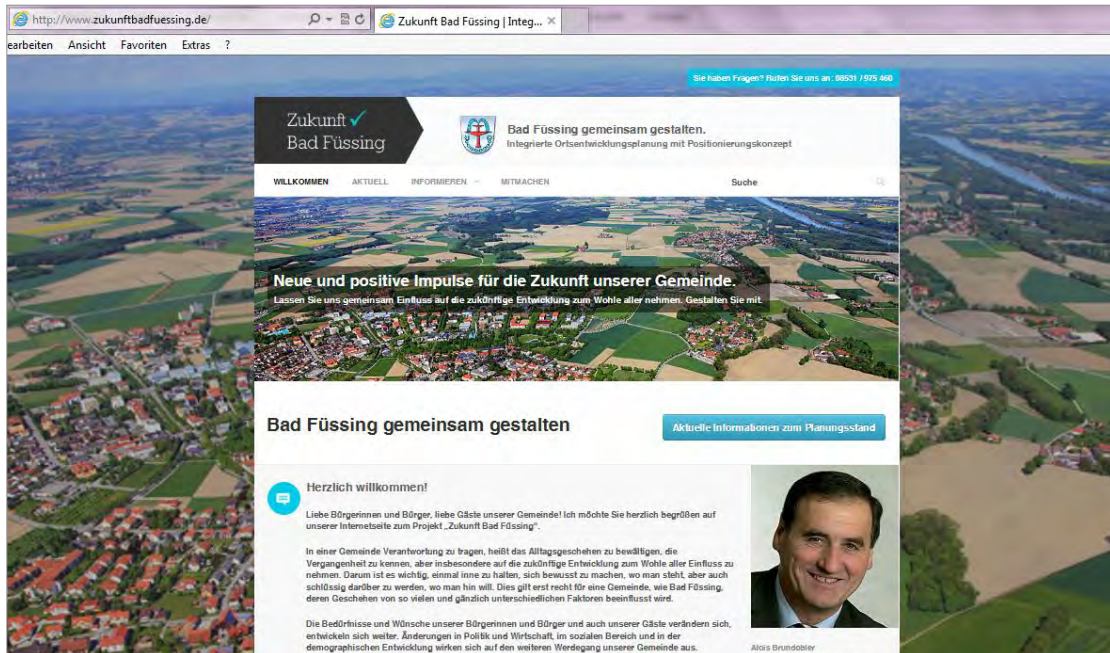 http://www.zukunftbadfuessing.de/
Zukunft Bad Füssing | Integ... ×
earbeiten Ansicht Favoriten Extras ?
Sie haben Fragen? Rufen Sie uns an: 08531 / 975 460
Zukunft ✓
Bad Füssing
Bad Füssing gemeinsam gestalten.
Integrierte Ortsentwicklungsplanung mit Positionierungskonzept
WILLKOMMEN AKTUELL INFORMIEREN MITMACHEN Suche
Neue und positive Impulse für die Zukunft unserer Gemeinde.
Lassen Sie uns gemeinsam Einfluss auf die zukünftige Entwicklung zum Wohle aller nehmen. Gestalten Sie mit.
Bad Füssing gemeinsam gestalten
Aktuelle Informationen zum Planungsstand
Herzlich willkommen!
Liebe Bürgerinnen und Bürger, liebe Gäste unserer Gemeinde! Ich möchte Sie herzlich begrüßen auf
unserer Internetseite zum Projekt „Zukunft Bad Füssing“.
In einer Gemeinde Verantwortung zu tragen, heißt das Alltagsgeschehen zu bewältigen, die
Vergangenheit zu kennen, aber insbesondere auf die zukünftige Entwicklung zum Wohle aller Einfluss zu
nehmen. Darum ist es wichtig, einmal inne zu halten, sich bewusst zu machen, wo man steht, aber auch
schlüssig darüber zu werden, wo man hin will. Dies gilt erst recht für eine Gemeinde, wie Bad Füssing,
deren Geschehen von so vielen und gänzlich unterschiedlichen Faktoren beeinflusst wird.
Die Bedürfnisse und Wünsche unserer Bürgerinnen und Bürger und auch unserer Gäste verändern sich,
entwickeln sich weiter. Änderungen in Politik und Wirtschaft, im sozialen Bereich und in der
demographischen Entwicklung wirken sich auf den weiteren Werdegang unserer Gemeinde aus.
Alois Brundobler